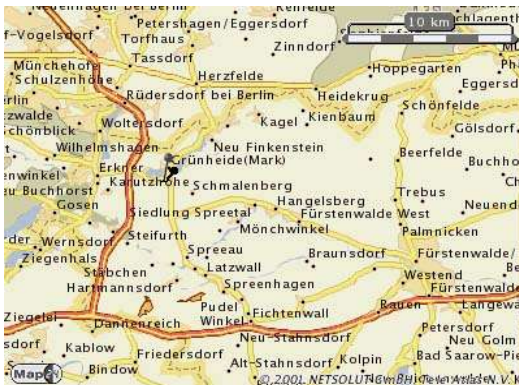 Petershagen/Eggersdorf
f-Vogelsdorf
Torfhaus
10 km
Zinndorf
Tassdorf
Münchehofe
Hoppegarten
Schulzenhöhe
Herzfelde
Eggersd
Rüdersdorf bei Berlin
Heidekrug
Schönfelde
Woltersdorf
Kagel
Kienbaum
Gölsdorf
Wilhelmshagen
Neu Finkenstein
Beerfelde
Grünheide(Mark)
Buchho
Erkner
eu Buchhorst
Karutzhöhe
Schmalenberg
Trebus
Gosen
Hangelsberg
Neuend
Siedlung Spreetal
Fürstenwalde West
Mönchwinkel
Palmnicken
Wernsdorf
Steifurth
Ziegenhals
Spreeau
Braunsdorf
Fürstenwalde/
Stäbchen
Latzwall
Westend
Hartmannsdorf
Spreenhagen
Fürstenwalde
Rauen
Langewa
Ziegelei
Pudel
Fichtenwall
Dannenreich
Winkel
Petersdorf
Neu-Stahnsdorf
Neu Golm
Kablow
Friedersdorf
Bad Saarow-Pie
Alt-Stahnsdorf
Kolpin
Bindow
Map
© 2001 NETSOLUT GmbH, Tele Atlas N.V.